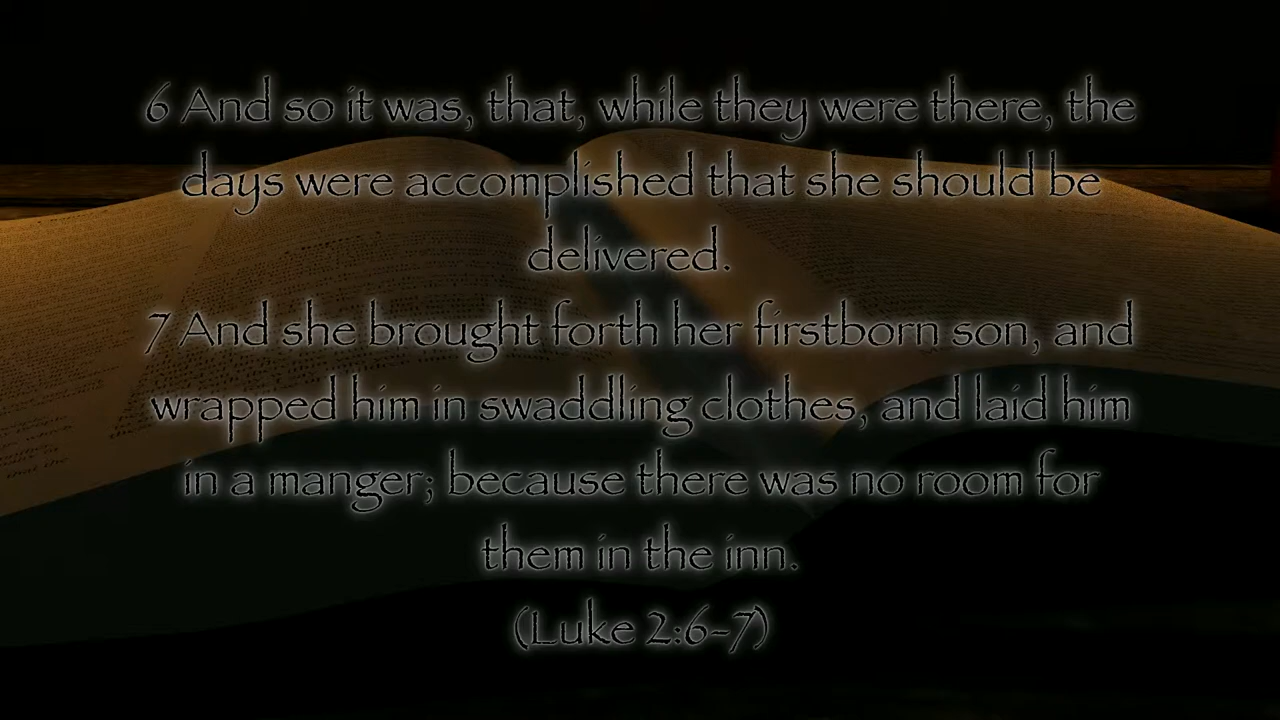 6 And so it was, that, while they were there, the
days were accomplished that she should be
delivered.
7 And she brought forth her firstborn son, and
wrapped him in swaddling clothes, and laid him
in a manger; because there was no room for
them in the inn.
(Luke 2:6-7)